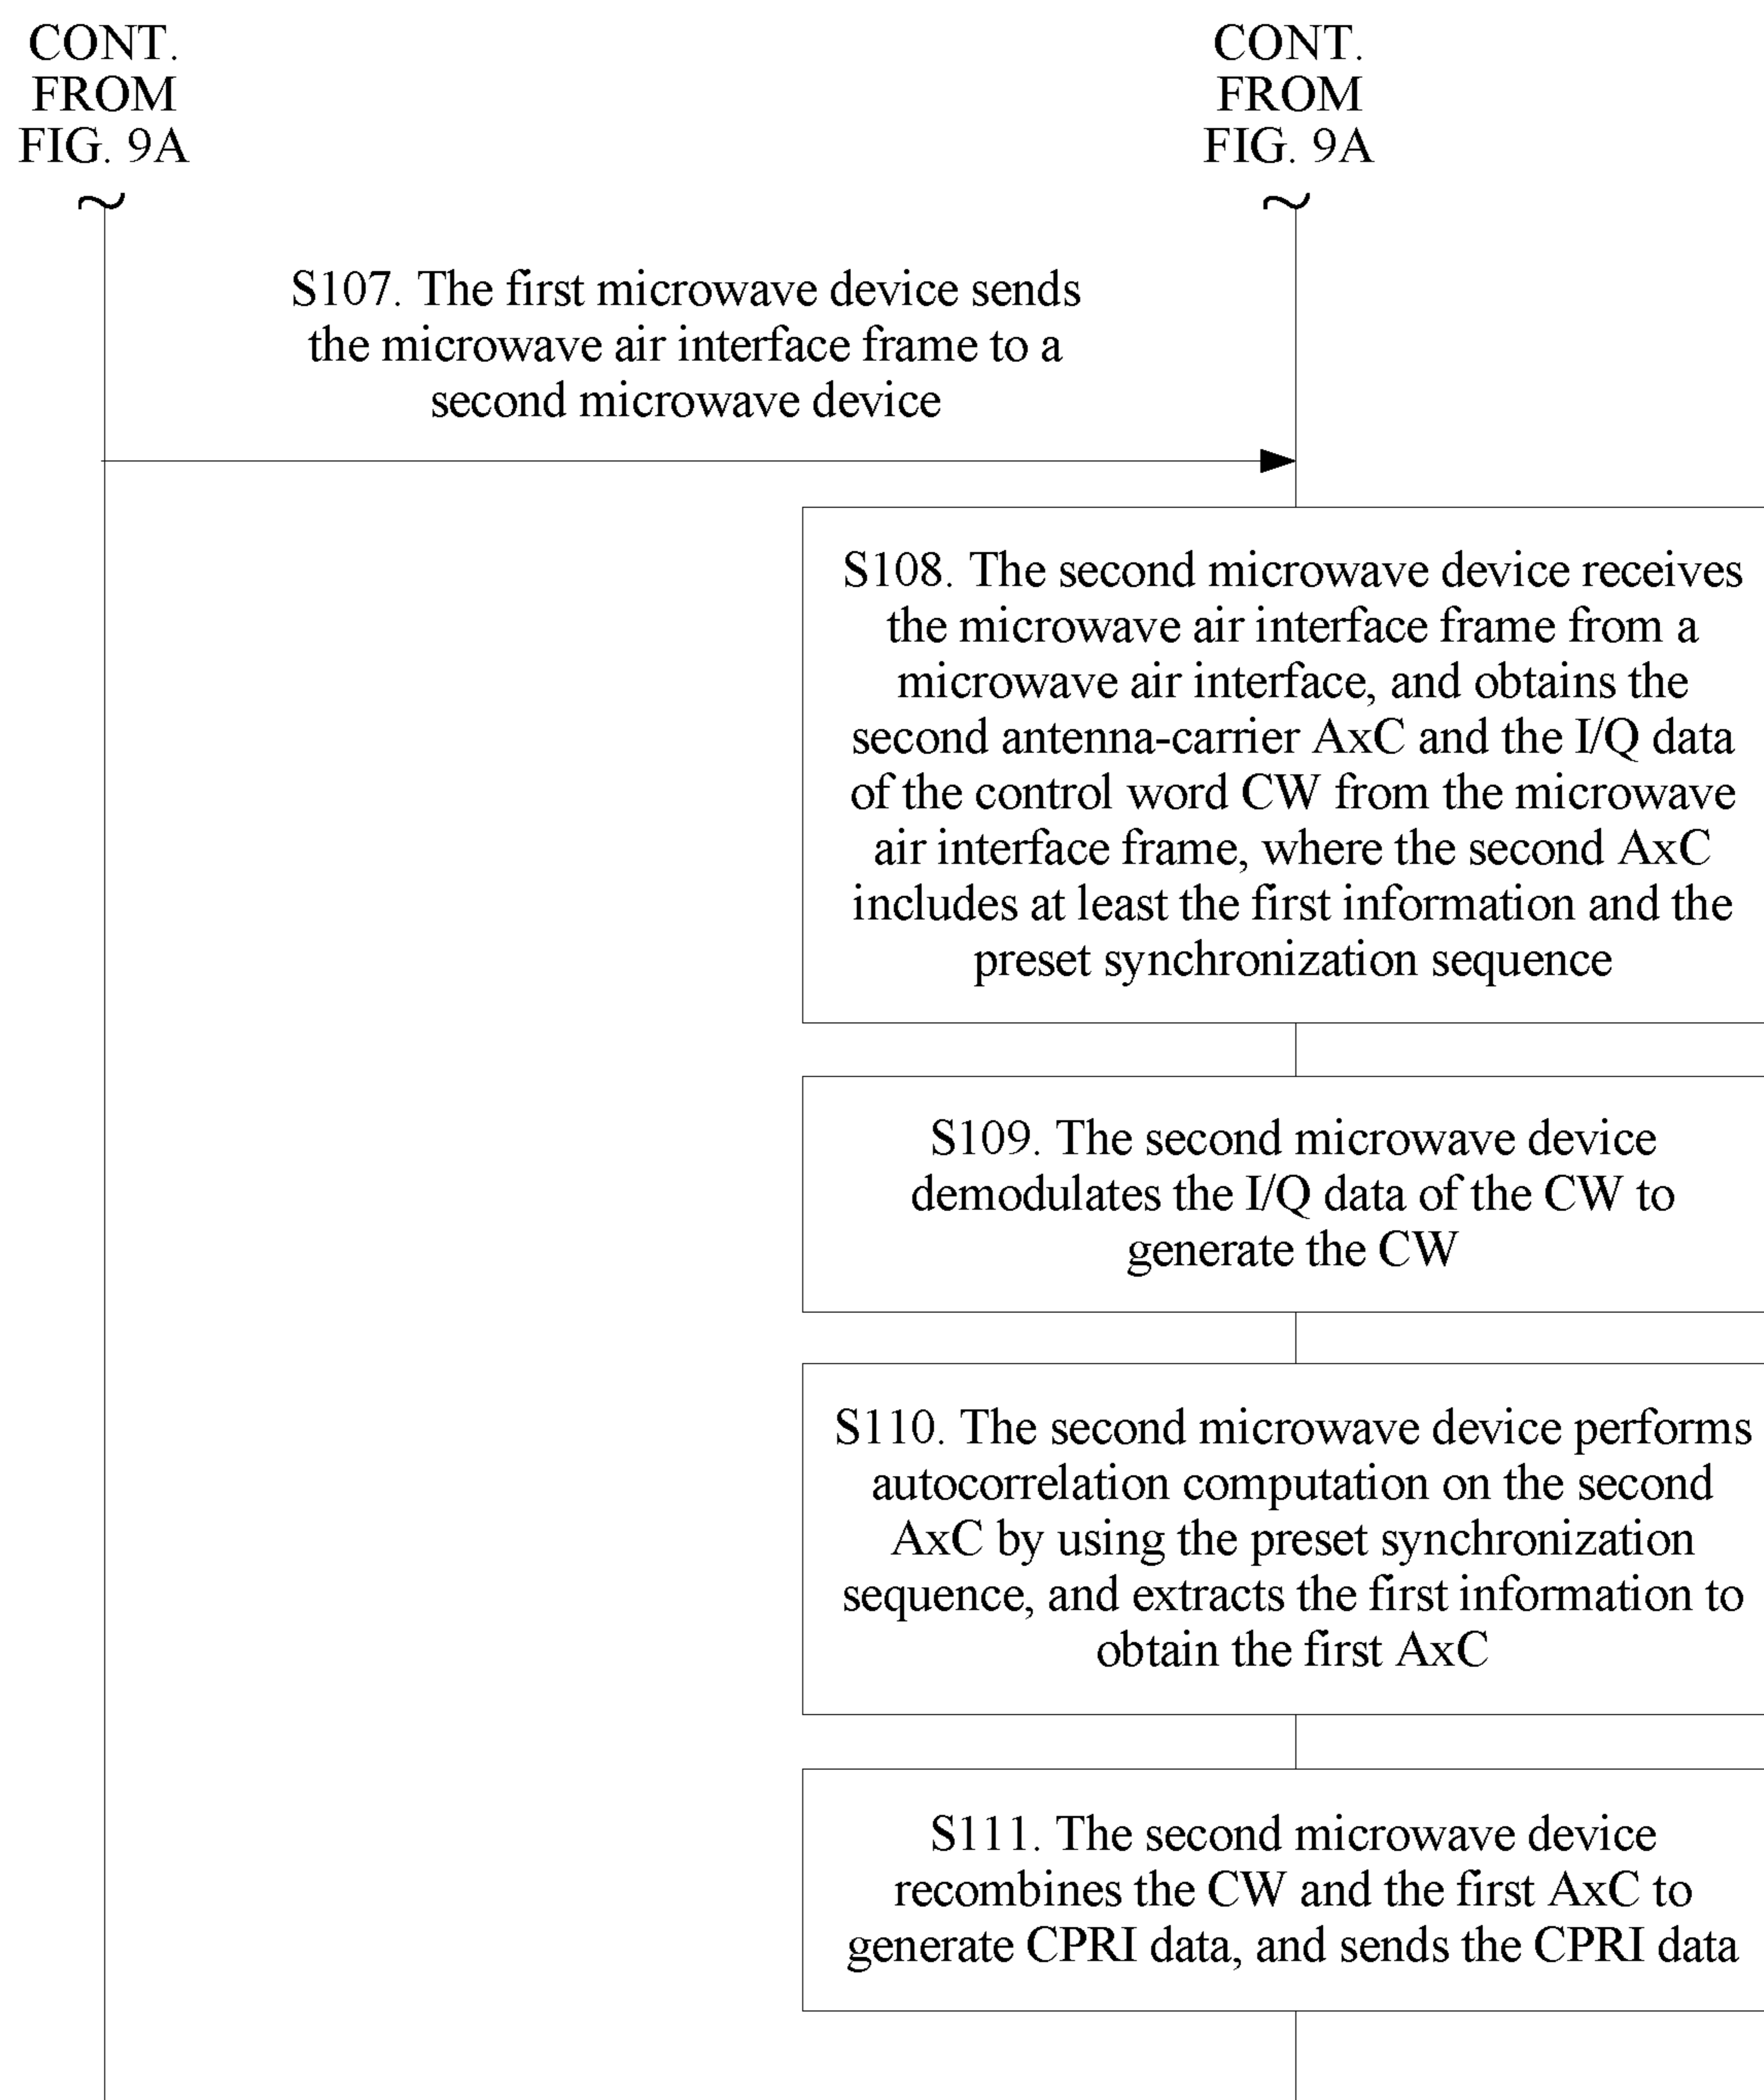 CONT.
FROM
FIG. 9A
CONT.
FROM
FIG. 9A
S107. The first microwave device sends
the microwave air interface frame to a
second microwave device
S108. The second microwave device receives
the microwave air interface frame from a
microwave air interface, and obtains the
second antenna-carrier AxC and the I/Q data
of the control word CW from the microwave
air interface frame, where the second AxC
includes at least the first information and the
preset synchronization sequence
S109. The second microwave device
demodulates the I/Q data of the CW to
generate the CW
S110. The second microwave device performs
autocorrelation computation on the second
AxC by using the preset synchronization
sequence, and extracts the first information to
obtain the first AxC
S111. The second microwave device
recombines the CW and the first AxC to
generate CPRI data, and sends the CPRI data